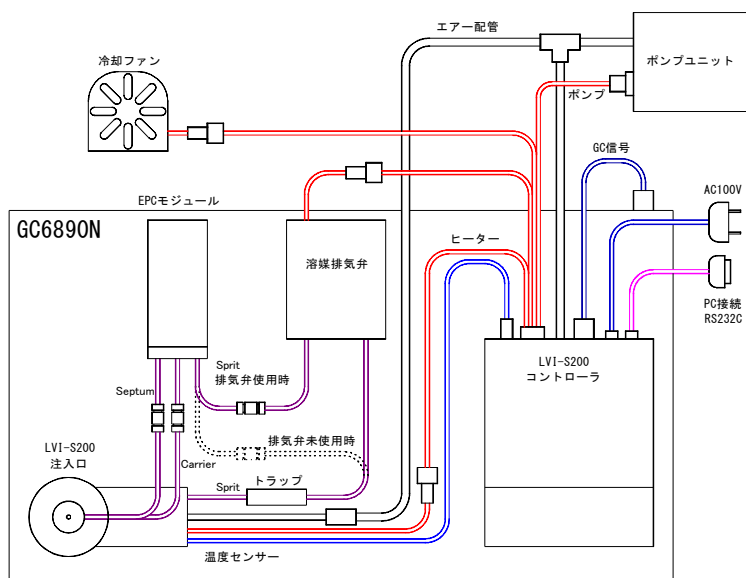 エアー配管
冷却ファン
ポンプユニット
ポンプ
GC信号
AC100V
EPCモジュール
GC6890N
ヒーター
溶媒排気弁
PC接続
RS232C
Sprit
排気弁使用時
LVI-S200
コントローラ
Septum
排気弁未使用時
LVI-S200
注入口
Carrier
トラップ
Sprit
温度センサー